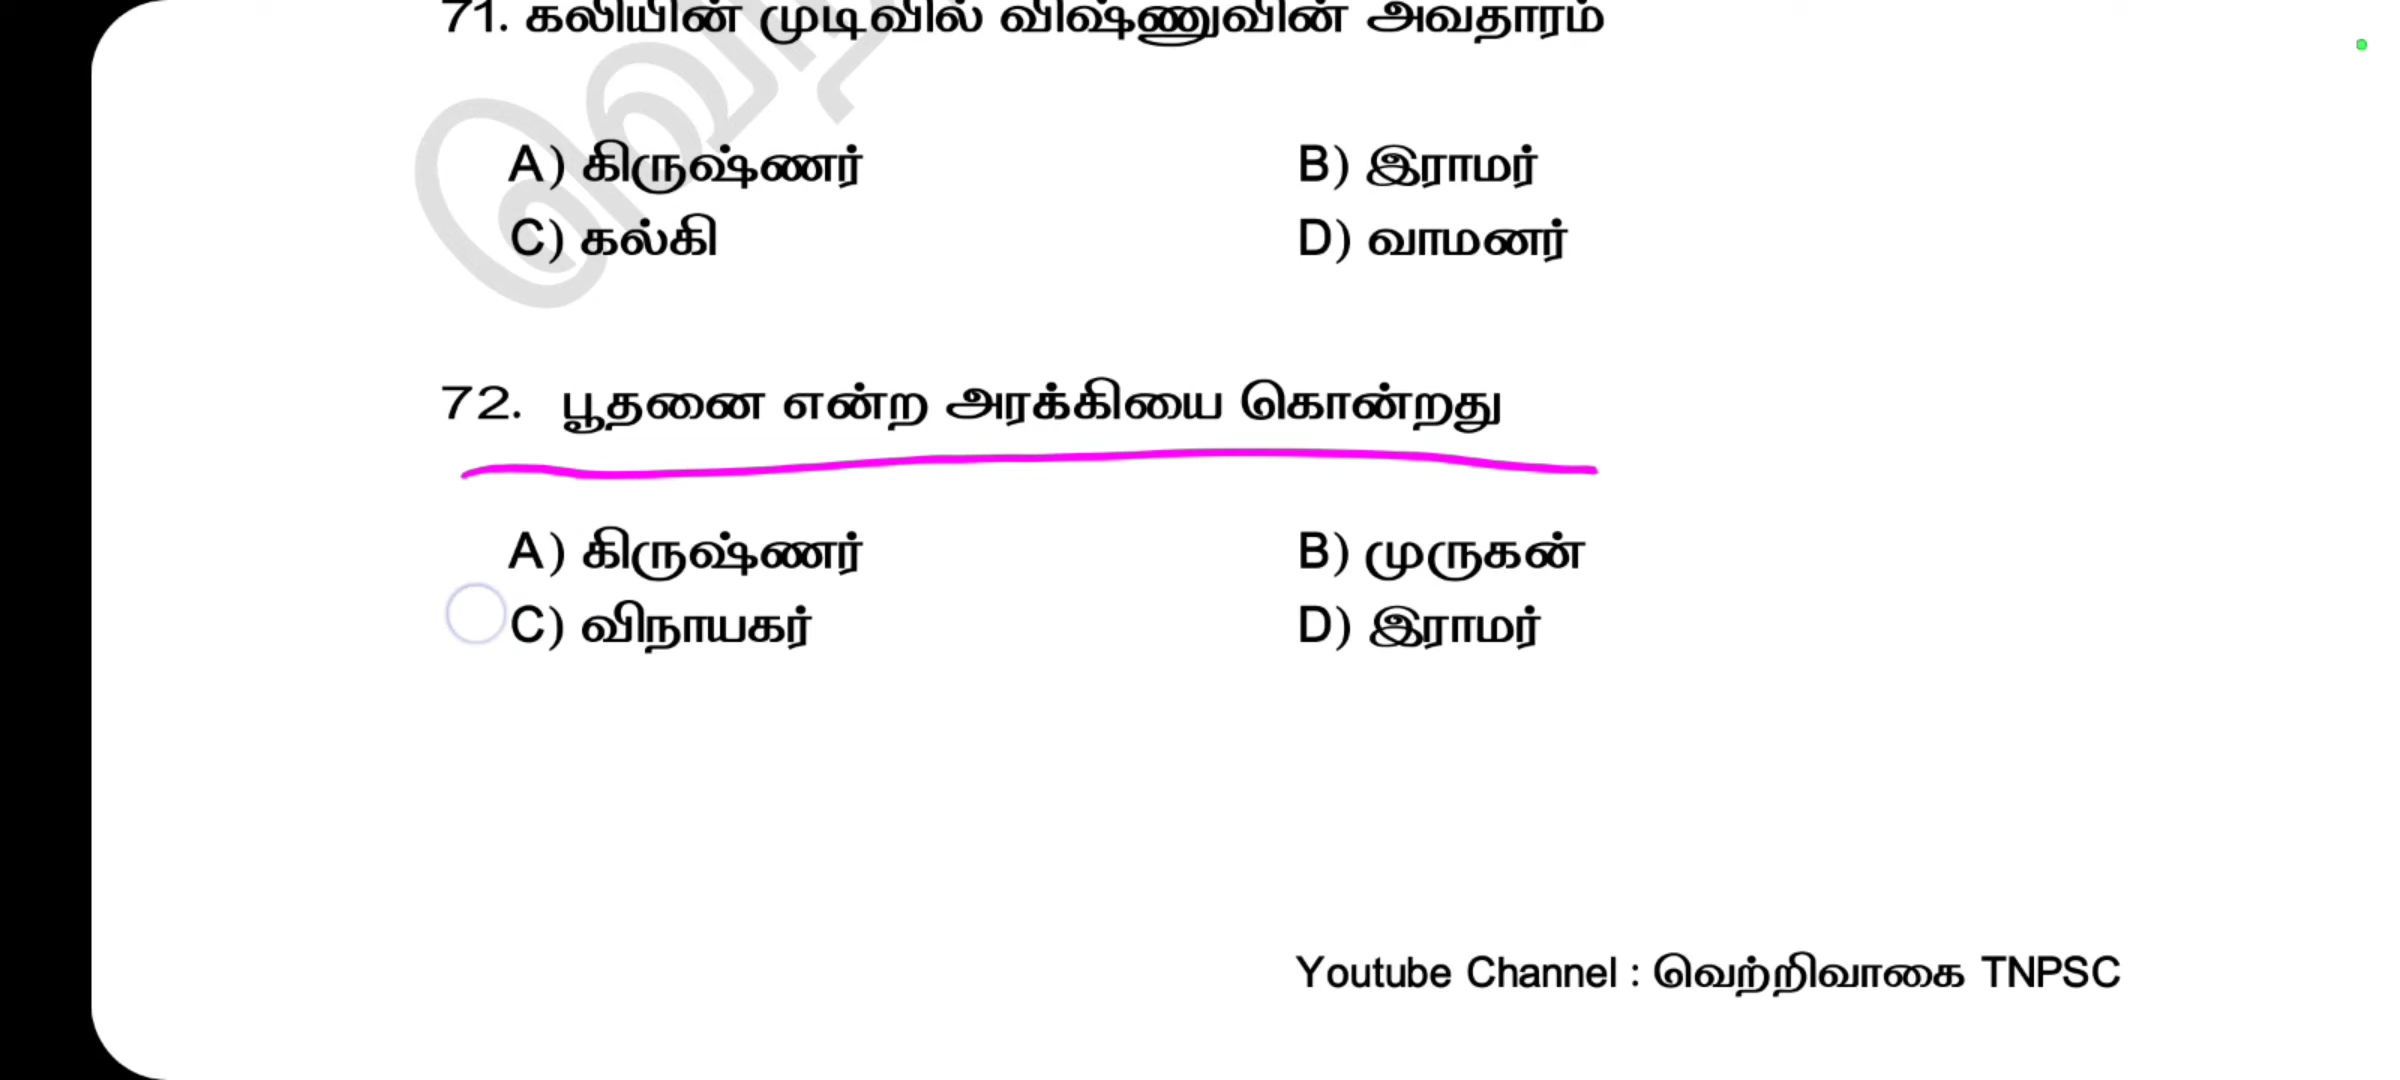 71. கலியின் முடிவில் விஷ்ணுவின் அவதாரம்
A) கிருஷ்ணர் B) இராமர்
C) கல்கி D) வாமனர்
72. பூதனை என்ற அரக்கியை கொன்றது
A) கிருஷ்ணர் B) முருகன்
C) விநாயகர் D) இராமர்
Youtube Channel : வெற்றிவாகை TNPSC